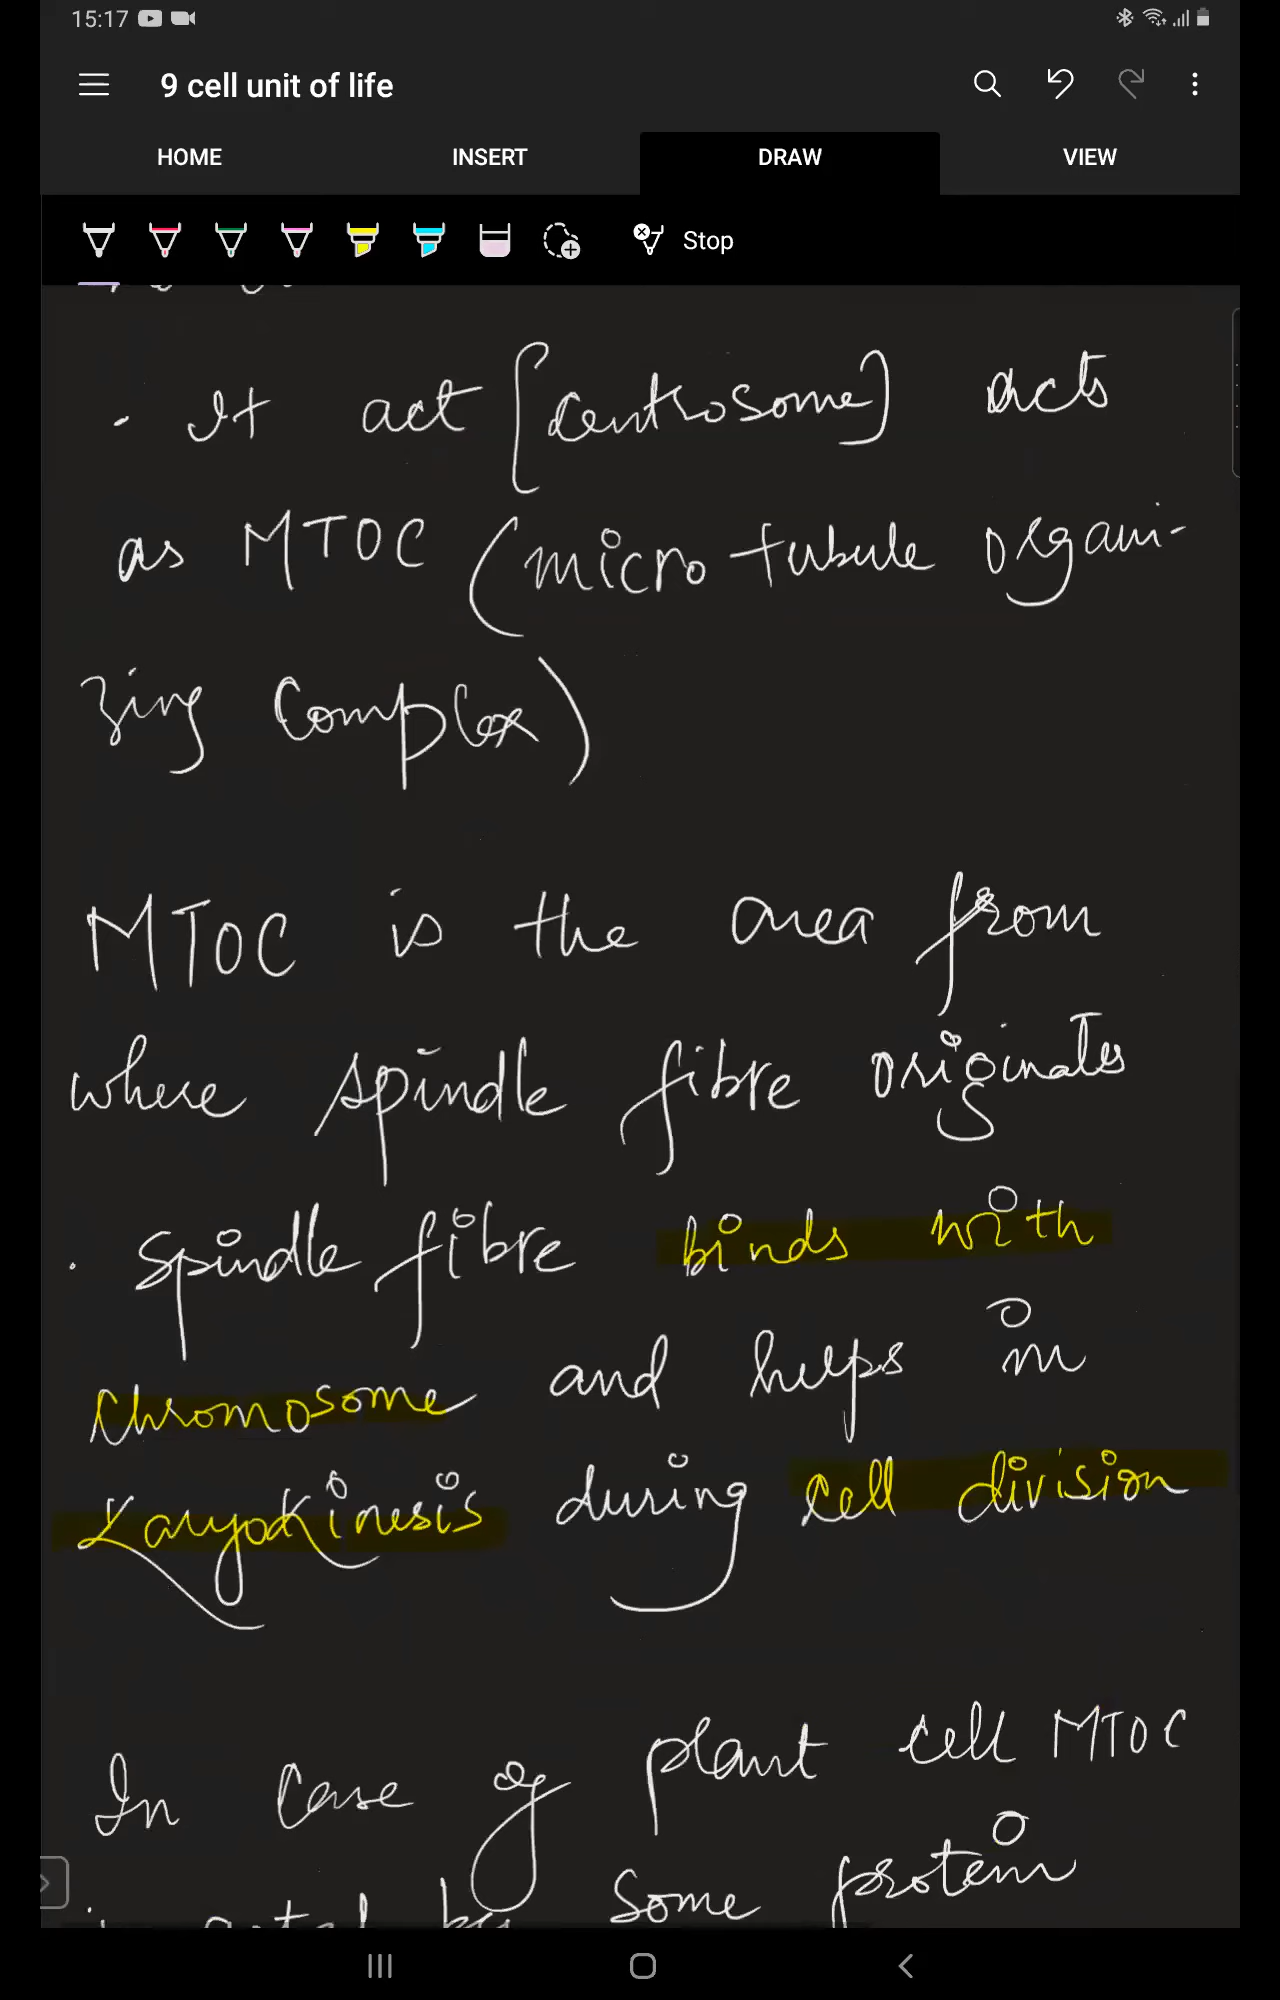 15:17
9 cell unit of life
HOME INSERT DRAW VIEW
Stop
. It act [centrosome] acts
as MTOC (micro tubule organi-
zing complex)
MTOC is the area from
where spindle fibre originates
. Spindle fibre binds with
Chromosome and helps in
Karyokinesis during cell division
In case of plant cell MTOC
some protein